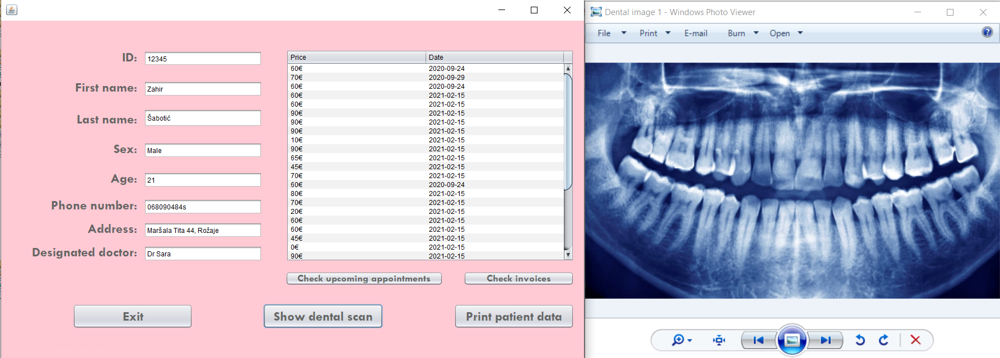 ID: 12345
First name: Zahir
Last name: Šabotić
Sex: Male
Age: 21
Phone number: 068090484s
Address: Maršala Tita 44, Rožaje
Designated doctor: Dr Sara
Price Date
60€ 2020-09-24
70€ 2020-09-29
60€ 2020-09-24
60€ 2021-02-15
60€ 2021-02-15
90€ 2021-02-15
90€ 2021-02-15
90€ 2021-02-15
10€ 2021-02-15
90€ 2021-02-15
65€ 2021-02-15
45€ 2021-02-15
70€ 2021-02-15
60€ 2020-09-24
80€ 2021-02-15
70€ 2021-02-15
20€ 2021-02-15
60€ 2021-02-15
60€ 2021-02-15
45€ 2021-02-15
0€ 2021-02-15
90€ 2021-02-15
Check upcoming appointments Check invoices
Exit Show dental scan Print patient data
Dental image 1 - Windows Photo Viewer
File Print E-mail Burn Open ?